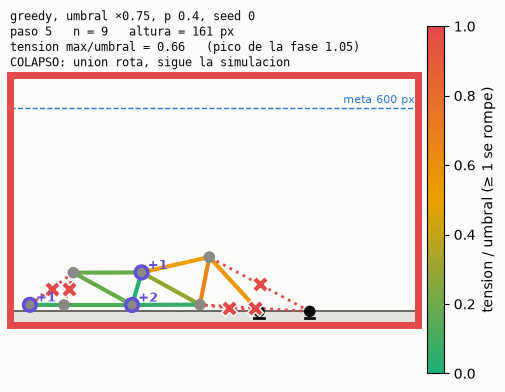 greedy, umbral ×0.75, p 0.4, seed 0
paso 5   n = 9   altura = 161 px
tension max/umbral = 0.66   (pico de la fase 1.05)
COLAPSO: union rota, sigue la simulacion
meta 600 px
+1
+1
+2
1.0
0.8
0.6
0.4
0.2
0.0
tension / umbral (≥ 1 se rompe)